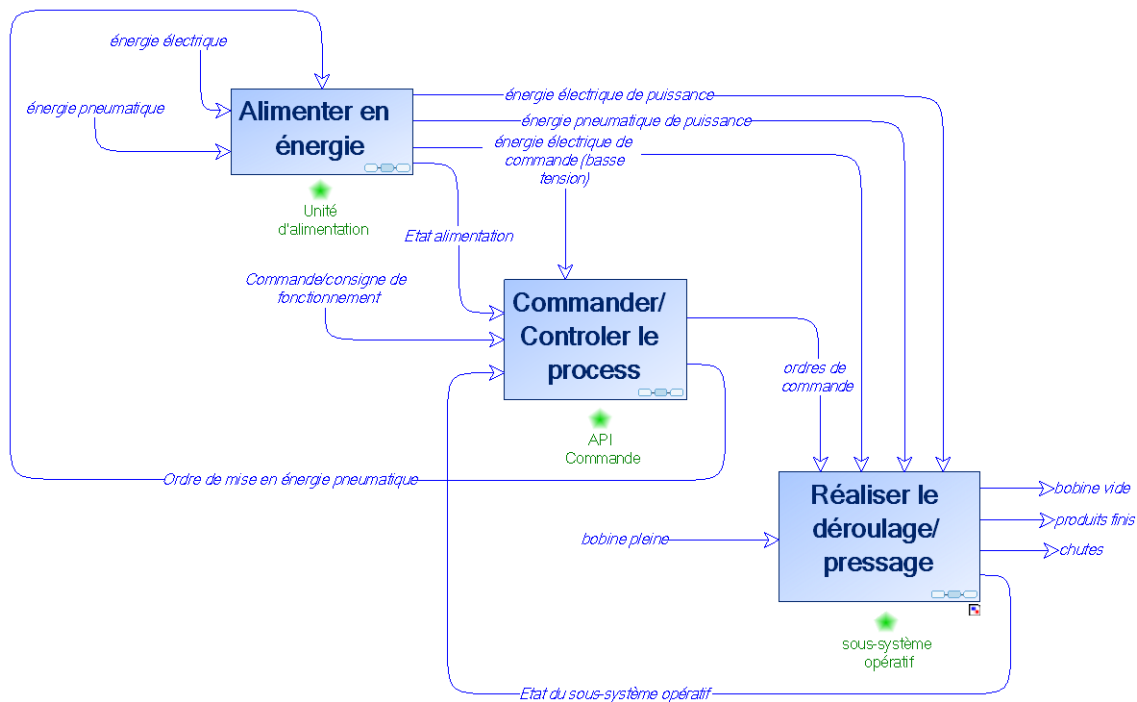 énergie électrique
énergie pneumatique
Alimenter en
énergie
énergie électrique de puissance
énergie pneumatique de puissance
énergie électrique de
commande (basse
tension)
Unité
d'alimentation
Etat alimentation
Commande/consigne de
fonctionnement
Commander/
Controler le
process
ordres de
commande
API
Commande
Ordre de mise en énergie pneumatique
Réaliser le
déroulage/
pressage
bobine pleine
bobine vide
produits finis
chutes
sous-système
opératif
Etat du sous-système opératif